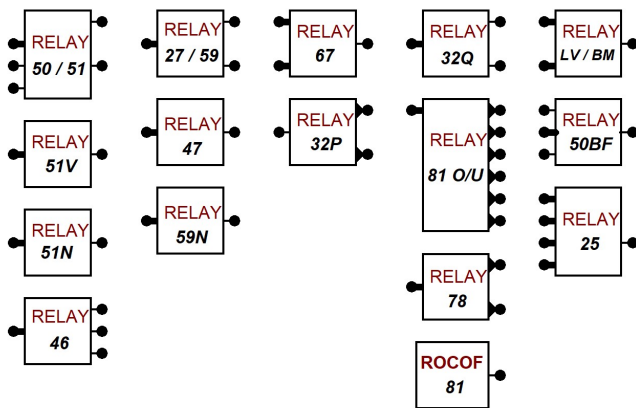 RELAY
50 / 51
RELAY
27 / 59
RELAY
67
RELAY
32Q
RELAY
LV / BM
RELAY
51V
RELAY
47
RELAY
32P
RELAY
81 O/U
RELAY
50BF
RELAY
51N
RELAY
59N
RELAY
25
RELAY
46
RELAY
78
ROCOF
81